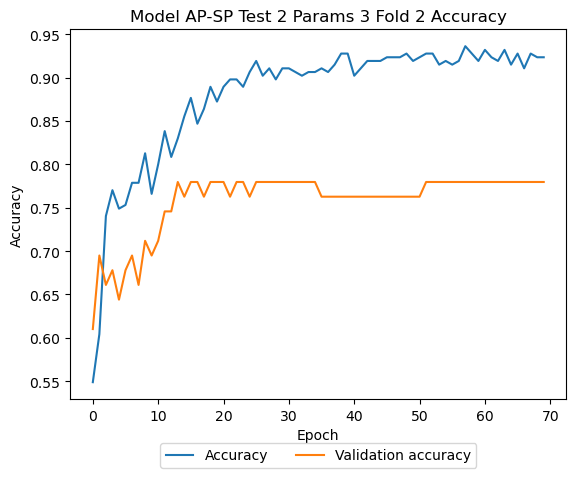 Model AP-SP Test 2 Params 3 Fold 2 Accuracy
0.95
0.90
0.85
0.80
0.75
0.70
0.65
0.60
0.55
Accuracy
0 10 20 30 40 50 60 70
Epoch
Accuracy Validation accuracy